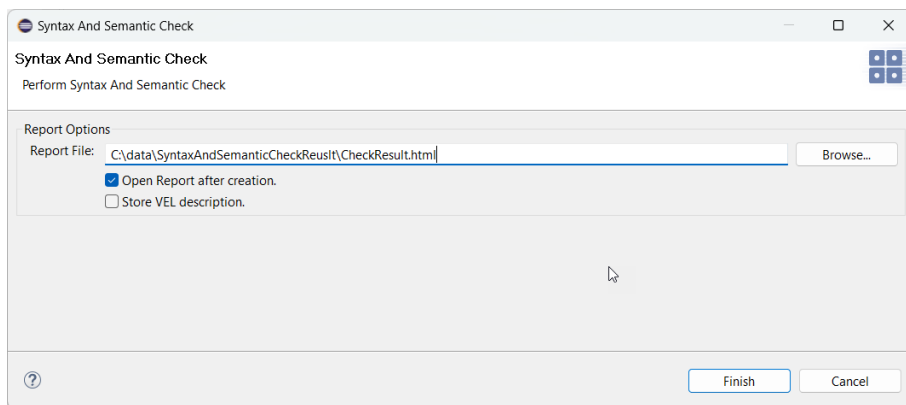 Syntax And Semantic Check
Syntax And Semantic Check
Perform Syntax And Semantic Check
Report Options
Report File: C:\data\SyntaxAndSemanticCheckReuslt\CheckResult.html Browse...
Open Report after creation.
Store VEL description.
? Finish Cancel